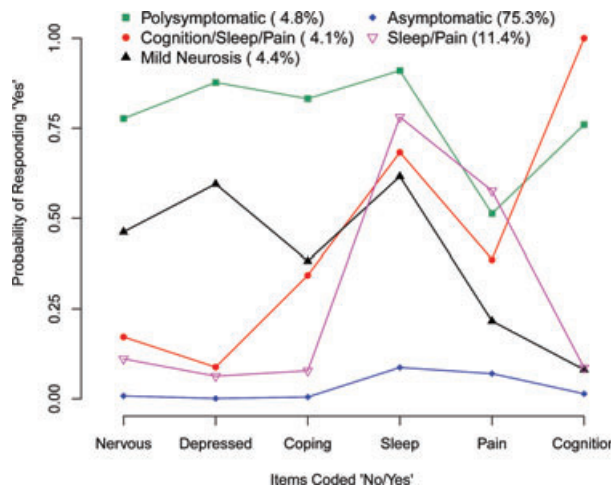 Polysymptomatic ( 4.8%) Asymptomatic (75.3%)
Cognition/Sleep/Pain ( 4.1%) Sleep/Pain (11.4%)
Mild Neurosis ( 4.4%)
Probability of Responding 'Yes'
1.00
0.75
0.50
0.25
0.00
Nervous Depressed Coping Sleep Pain Cognition
Items Coded 'No/Yes'